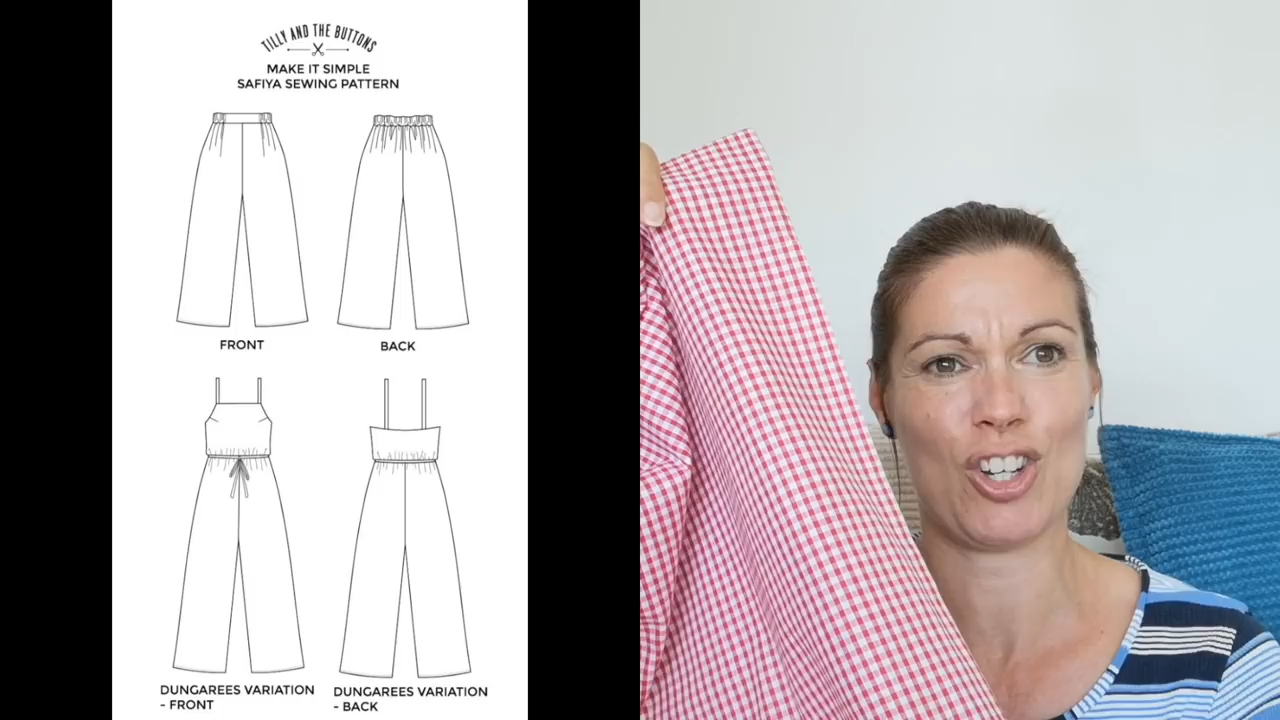 TILLY AND THE BUTTONS
MAKE IT SIMPLE
SAFIYA SEWING PATTERN
FRONT
BACK
DUNGAREES VARIATION
- FRONT
DUNGAREES VARIATION
- BACK